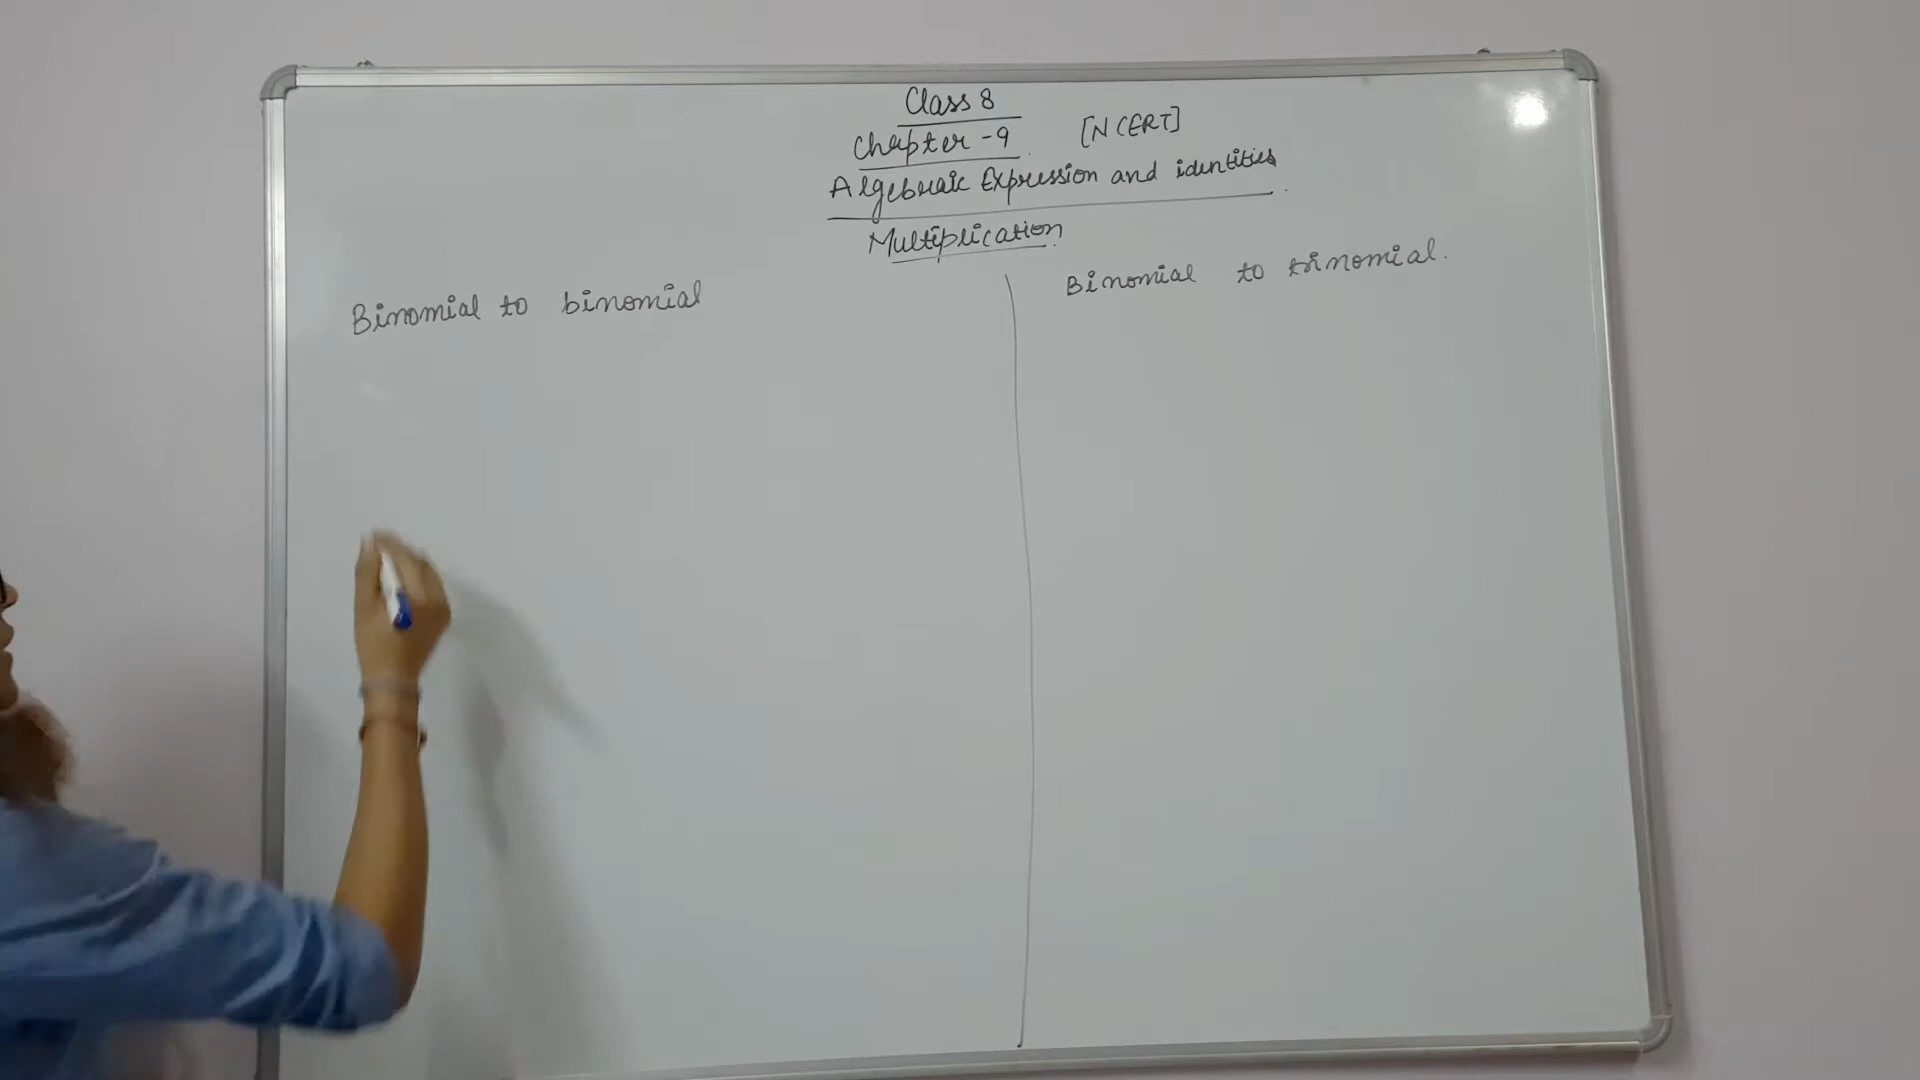 Class 8
Chapter - 9 [NCERT]
Algebraic Expression and identities
Multiplication
Binomial to binomial
Binomial to trinomial.